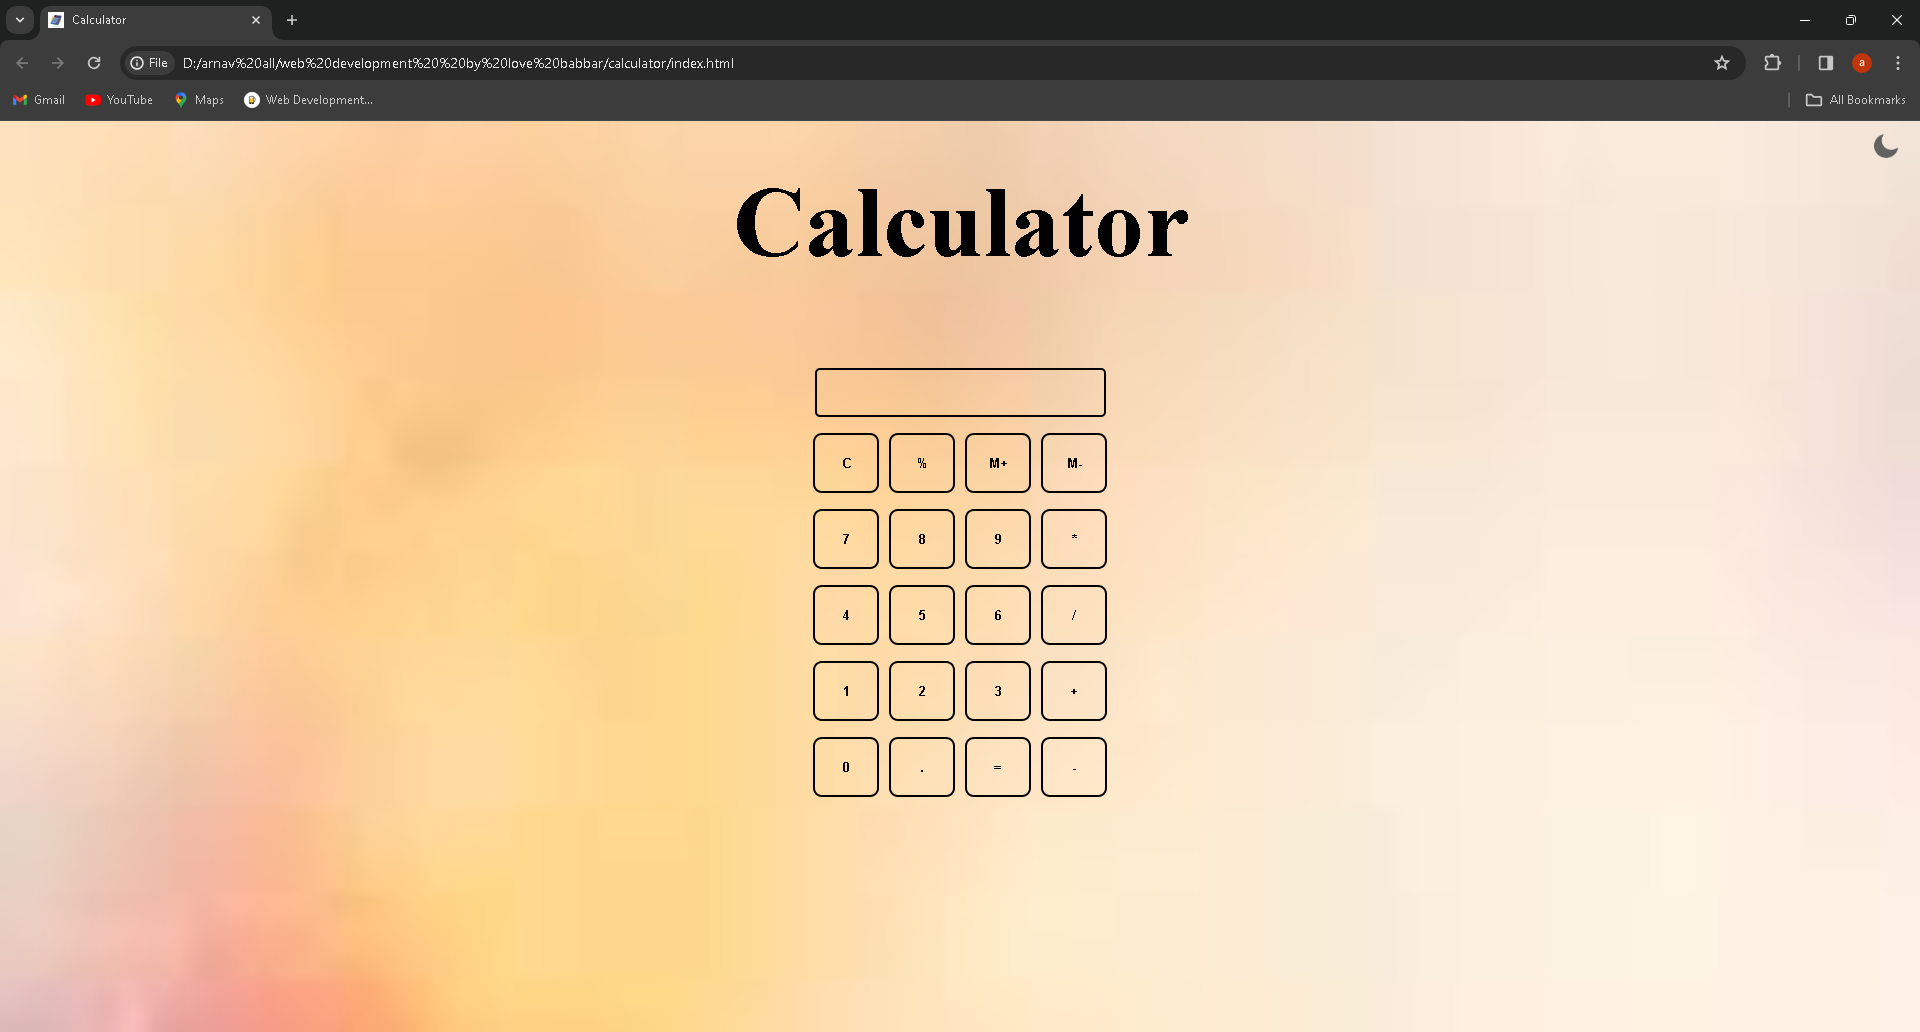 Calculator
File D:/arnav%20all/web%20development%20%20by%20love%20babbar/calculator/index.html a
Gmail YouTube Maps Web Development... All Bookmarks
Calculator
C % M+ M-
7 8 9 *
4 5 6 /
1 2 3 +
0 . = -